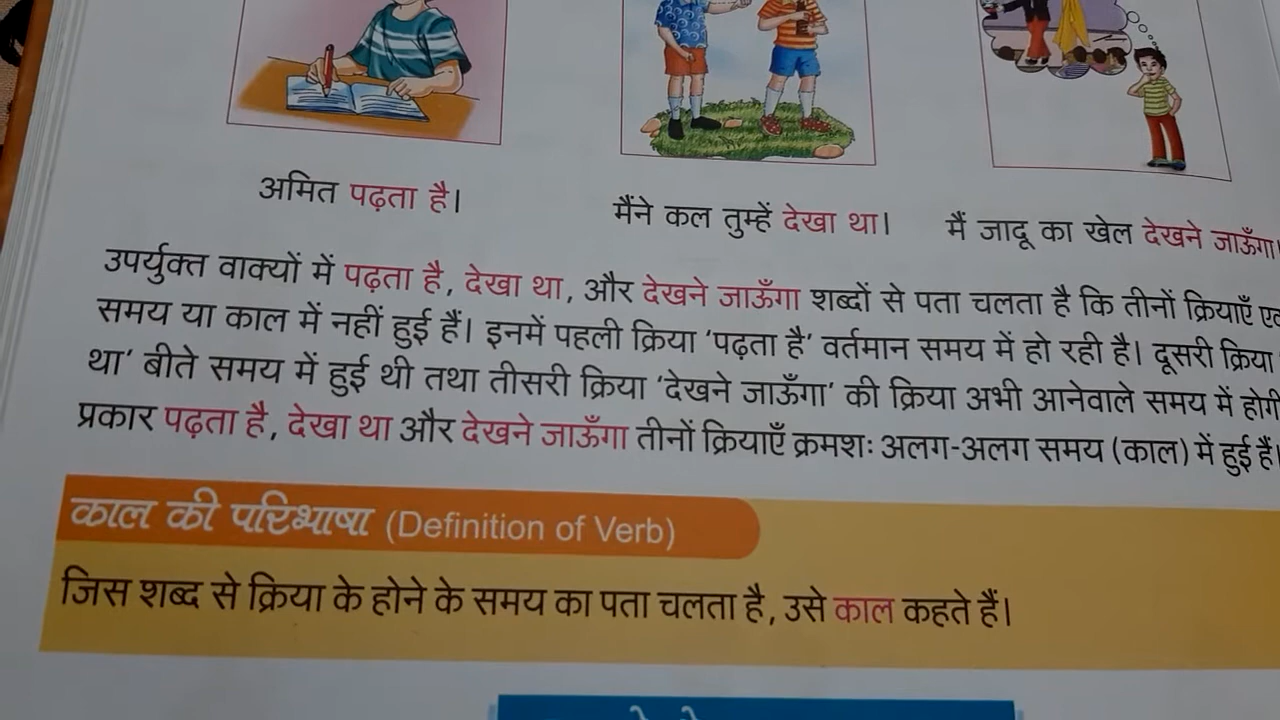 अमित पढ़ता है।
मैंने कल तुम्हें देखा था।
मैं जादू का खेल देखने जाऊँगा।
उपर्युक्त वाक्यों में पढ़ता है, देखा था, और देखने जाऊँगा शब्दों से पता चलता है कि तीनों क्रियाएँ
समय या काल में नहीं हुई हैं। इनमें पहली क्रिया ‘पढ़ता है’ वर्तमान समय में हो रही है। दूसरी क्रिया
था’ बीते समय में हुई थी तथा तीसरी क्रिया ‘देखने जाऊँगा’ की क्रिया अभी आनेवाले समय में होगी
प्रकार पढ़ता है, देखा था और देखने जाऊँगा तीनों क्रियाएँ क्रमशः अलग-अलग समय (काल) में हुई हैं।
काल की परिभाषा (Definition of Verb)
जिस शब्द से क्रिया के होने के समय का पता चलता है, उसे काल कहते हैं।